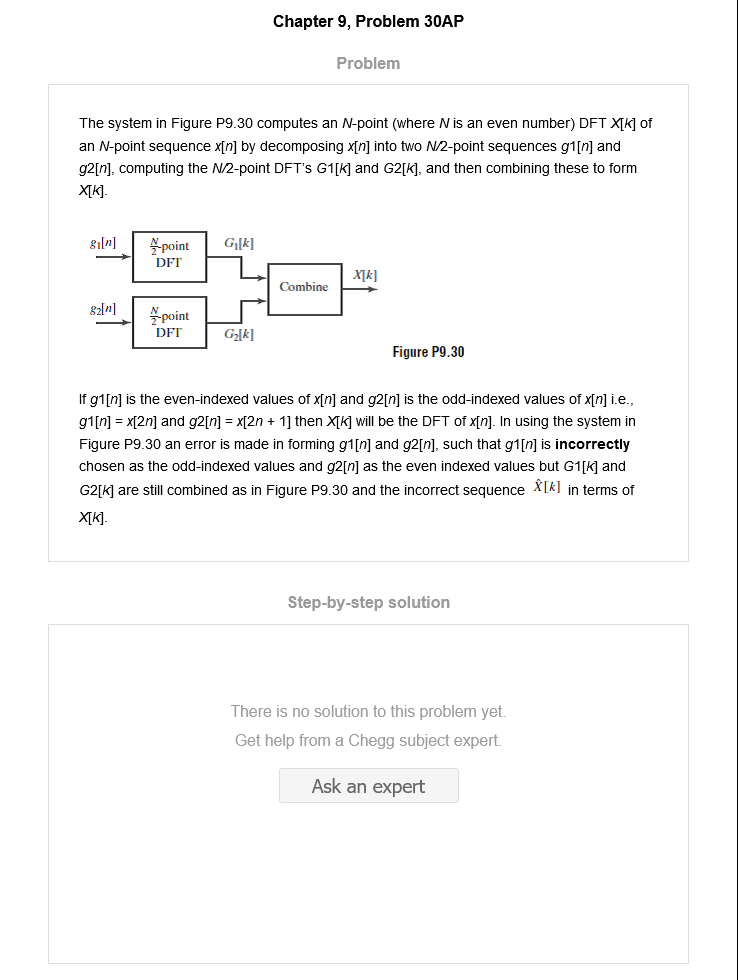 Chapter 9, Problem 30AP
Problem
The system in Figure P9.30 computes an N-point (where N is an even number) DFT X[k] of
an N-point sequence x[n] by decomposing x[n] into two N/2-point sequences g1[n] and
g2[n], computing the N/2-point DFT's G1[k] and G2[k], and then combining these to form
X[k].
g₁[n]
N/2-point
DFT
G₁[k]
Combine
X[k]
g₂[n]
N/2-point
DFT
G₂[k]
Figure P9.30
If g1[n] is the even-indexed values of x[n] and g2[n] is the odd-indexed values of x[n] i.e.,
g1[n] = x[2n] and g2[n] = x[2n + 1] then X[k] will be the DFT of x[n]. In using the system in
Figure P9.30 an error is made in forming g1[n] and g2[n], such that g1[n] is incorrectly
chosen as the odd-indexed values and g2[n] as the even indexed values but G1[k] and
G2[k] are still combined as in Figure P9.30 and the incorrect sequence X̂[k] in terms of
X[k].
Step-by-step solution
There is no solution to this problem yet.
Get help from a Chegg subject expert.
Ask an expert